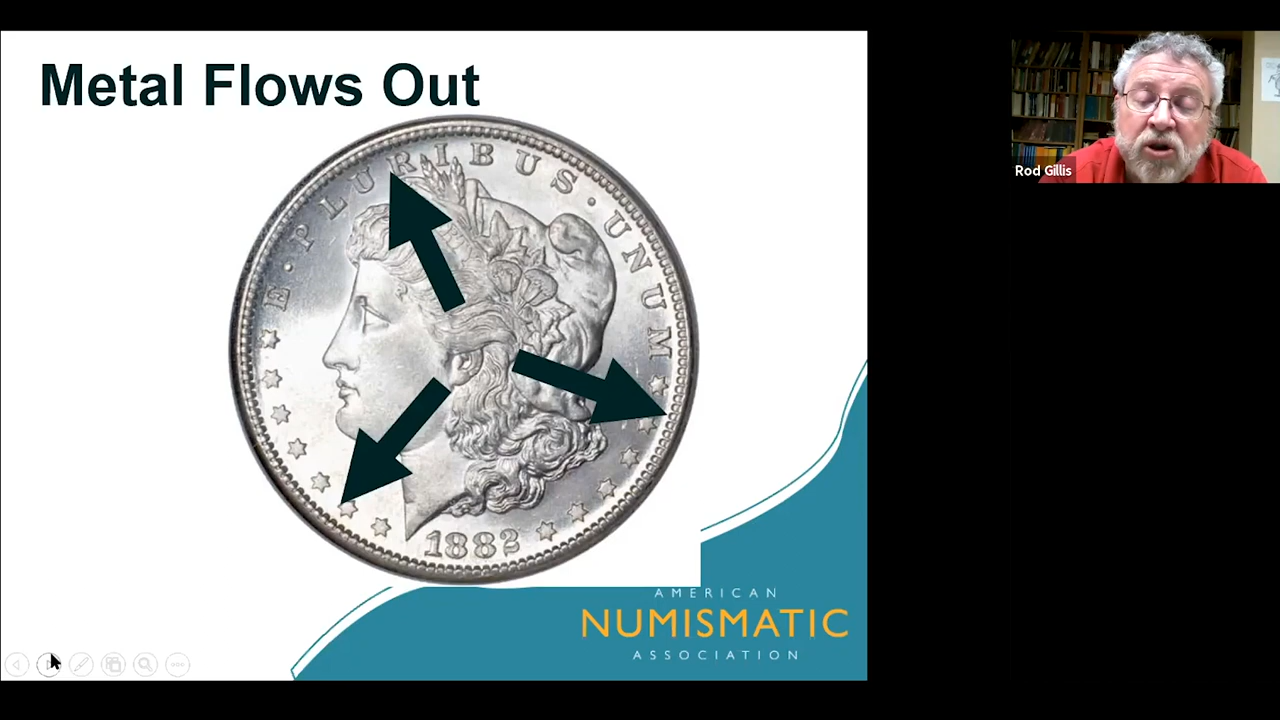 Metal Flows Out
E · PLURIBUS · UNUM
1882
AMERICAN
NUMISMATIC
ASSOCIATION
Rod Gillis